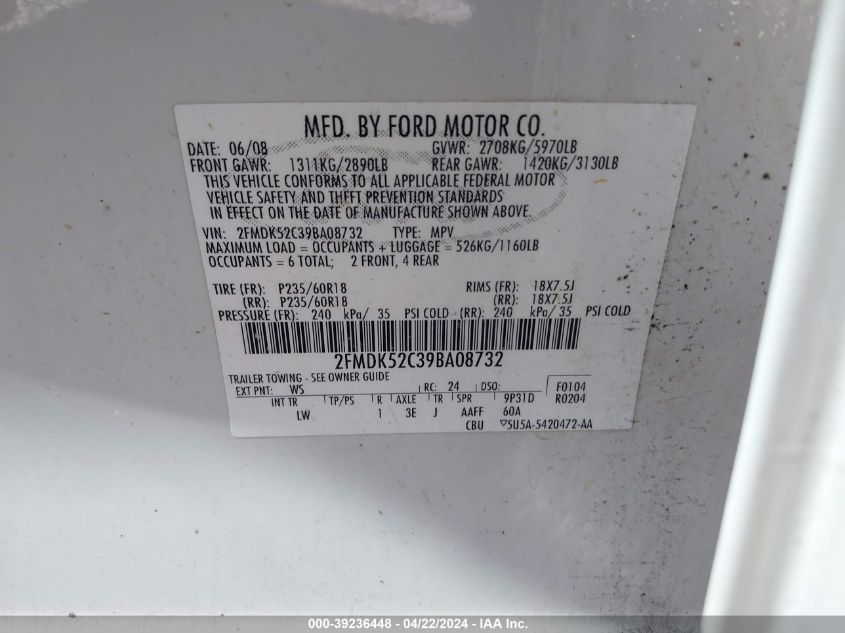 MFD. BY FORD MOTOR CO.
DATE: 06/08 GVWR: 2708KG/5970LB
FRONT GAWR: 1311KG/2890LB REAR GAWR: 1420KG/3130LB
THIS VEHICLE CONFORMS TO ALL APPLICABLE FEDERAL MOTOR
VEHICLE SAFETY AND THEFT PREVENTION STANDARDS
IN EFFECT ON THE DATE OF MANUFACTURE SHOWN ABOVE.
VIN: 2FMDK52C39BA08732 TYPE: MPV
MAXIMUM LOAD = OCCUPANTS + LUGGAGE = 526KG/1160LB
OCCUPANTS = 6 TOTAL; 2 FRONT, 4 REAR
TIRE (FR): P235/60R18 RIMS (FR): 18X7.5J
(RR): P235/60R18 (RR): 18X7.5J
PRESSURE (FR): 240 kPa/ 35 PSI COLD (RR): 240 kPa/ 35 PSI COLD
2FMDK52C39BA08732
TRAILER TOWING - SEE OWNER GUIDE
EXT PNT: WS RC: 24 DSO: F0104
INT TR TP/PS R AXLE TR SPR 9P31D R0204
LW 1 3E J AAFF 60A
CBU ▽5U5A-5420472-AA
000-39236448 - 04/22/2024 - IAA Inc.